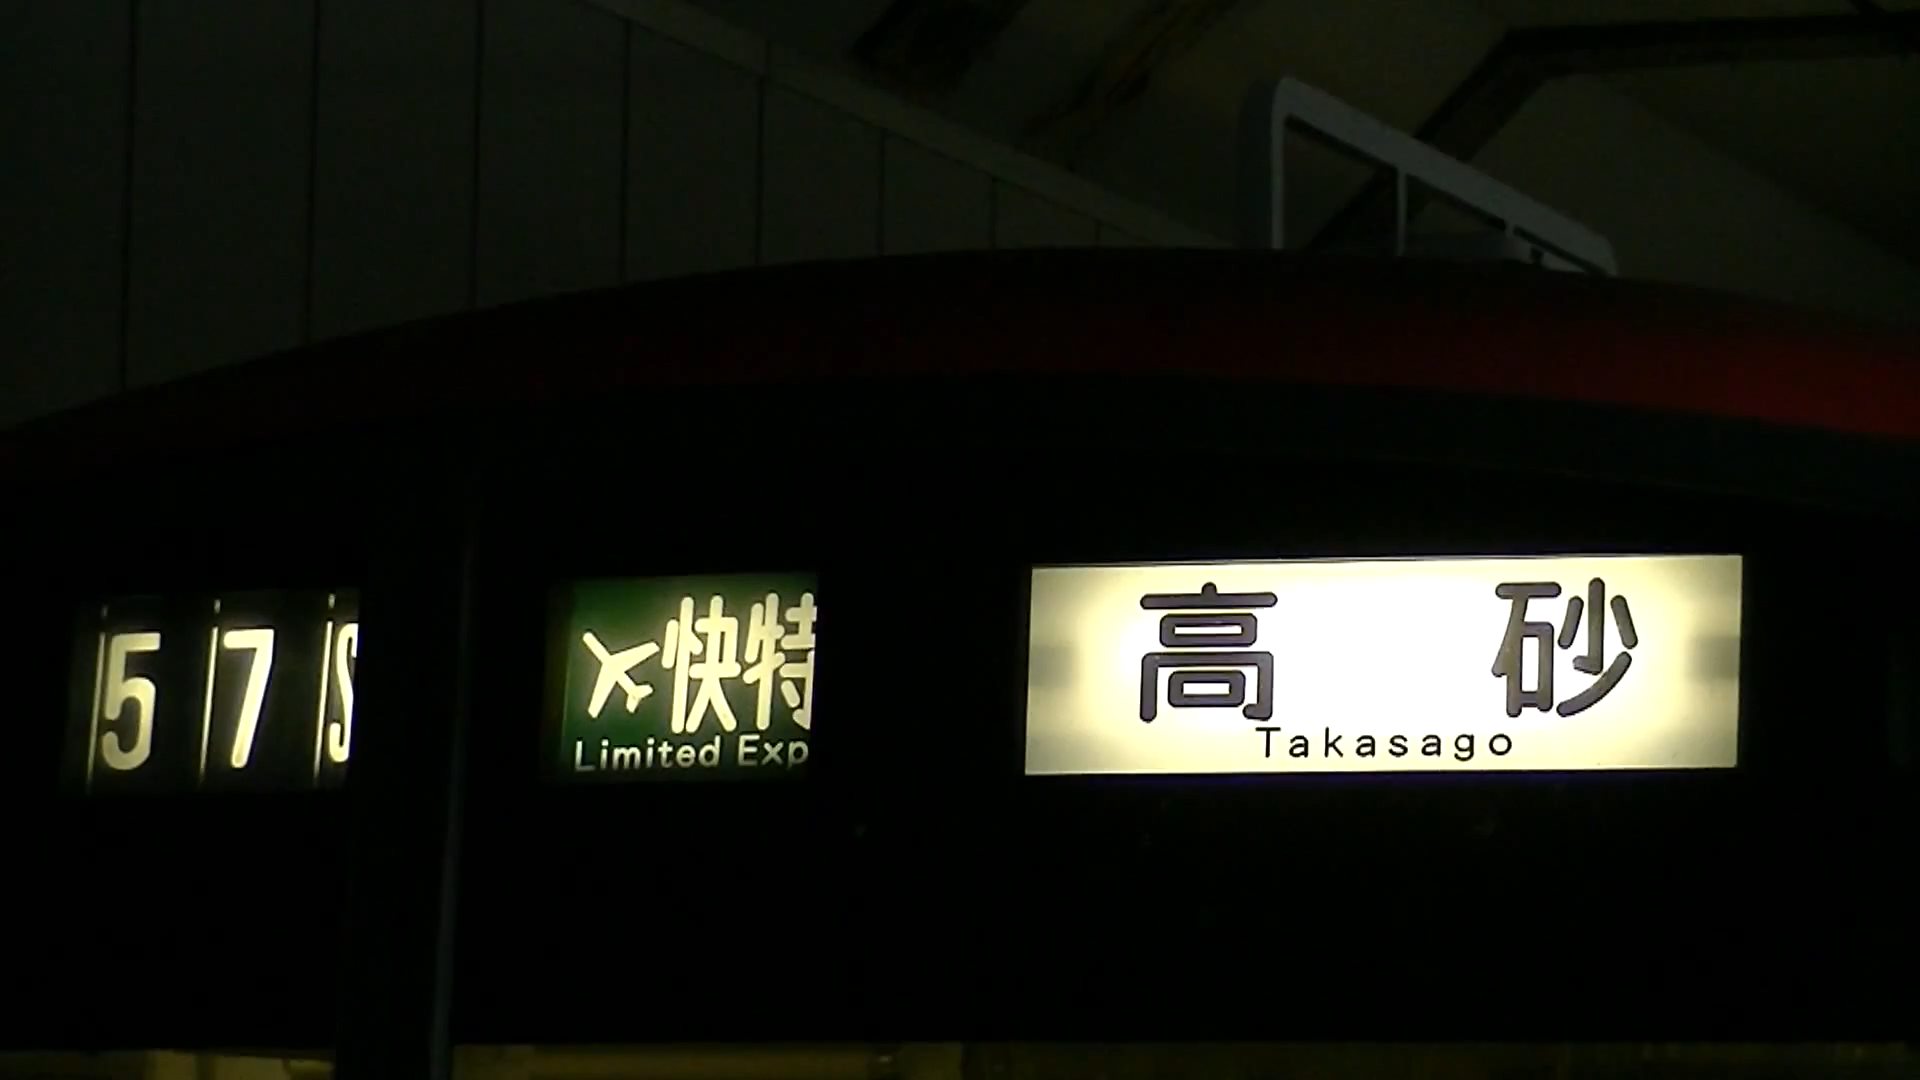 57S
快特
Limited Exp
高砂
Takasago